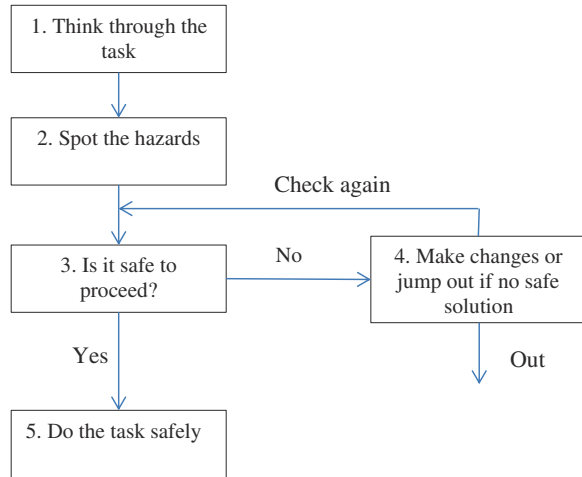 1. Think through the
task
2. Spot the hazards
Check again
3. Is it safe to
proceed?
No
4. Make changes or
jump out if no safe
solution
Yes
Out
5. Do the task safely